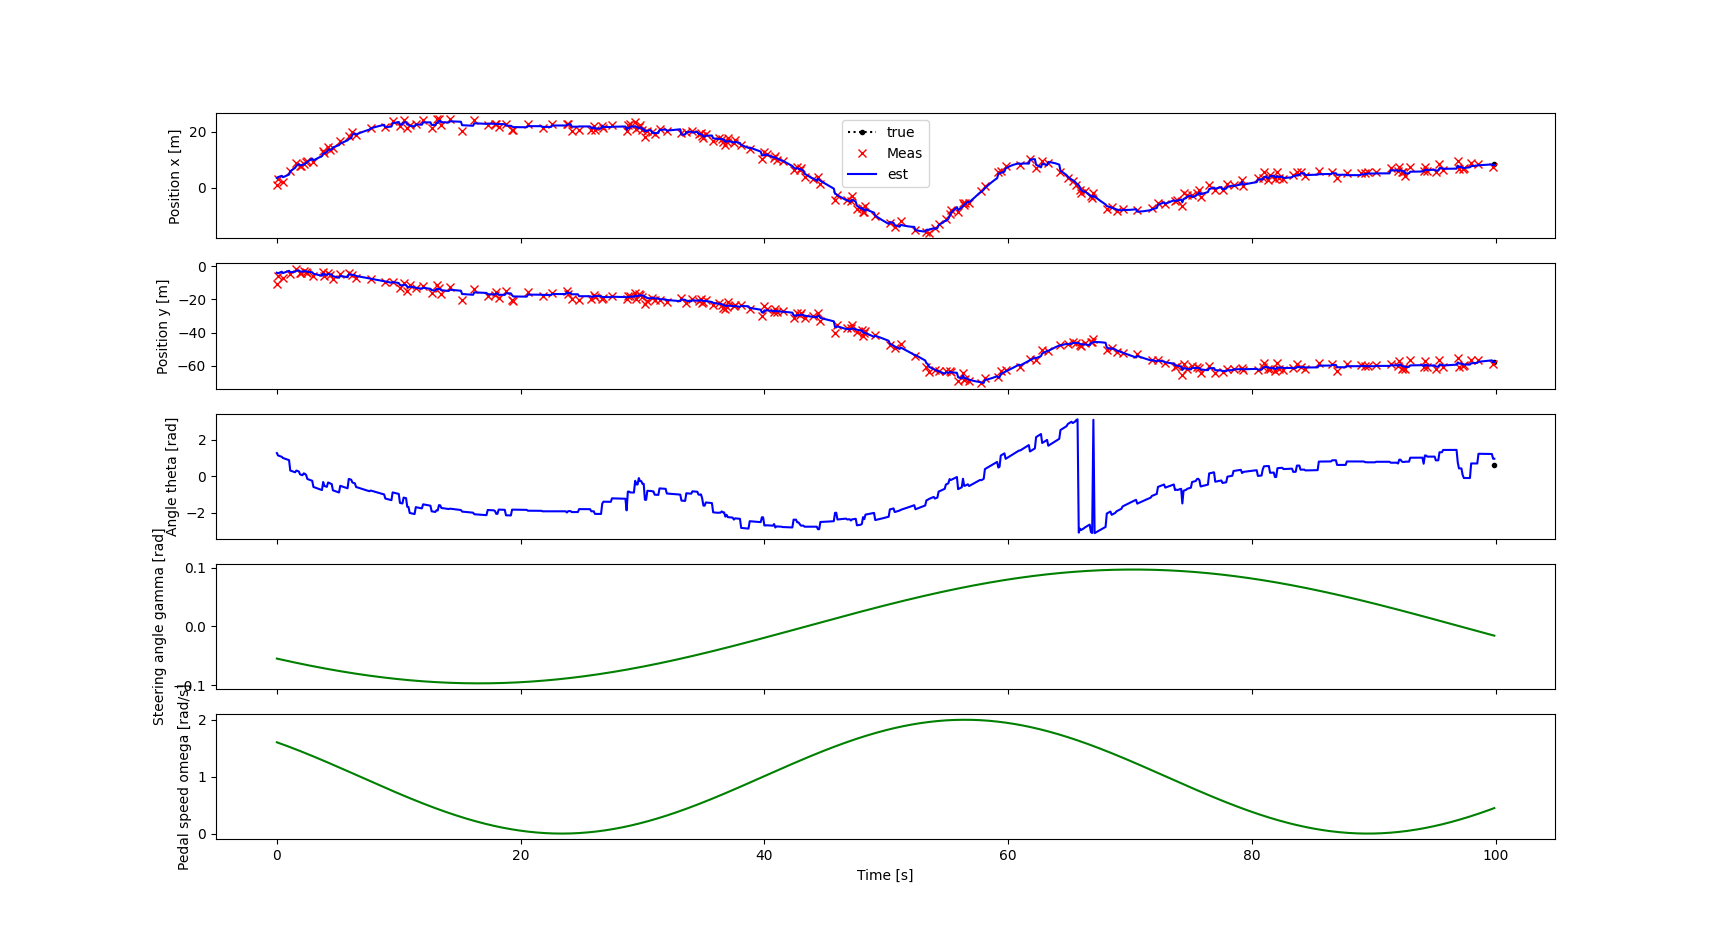 Position x [m]
20
0
true
Meas
est
Position y [m]
0
−20
−40
−60
Angle theta [rad]
2
0
−2
Steering angle gamma [rad]
0.1
0.0
−0.1
Pedal speed omega [rad/s]
2
1
0
0 20 40 60 80 100
Time [s]